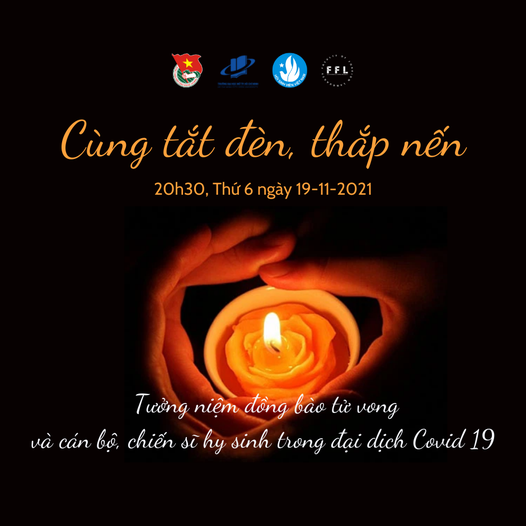 FFL
Cùng tắt đèn, thắp nến
20h30, Thứ 6 ngày 19-11-2021
Tưởng niệm đồng bào tử vong
và cán bộ, chiến sĩ hy sinh trong đại dịch Covid 19